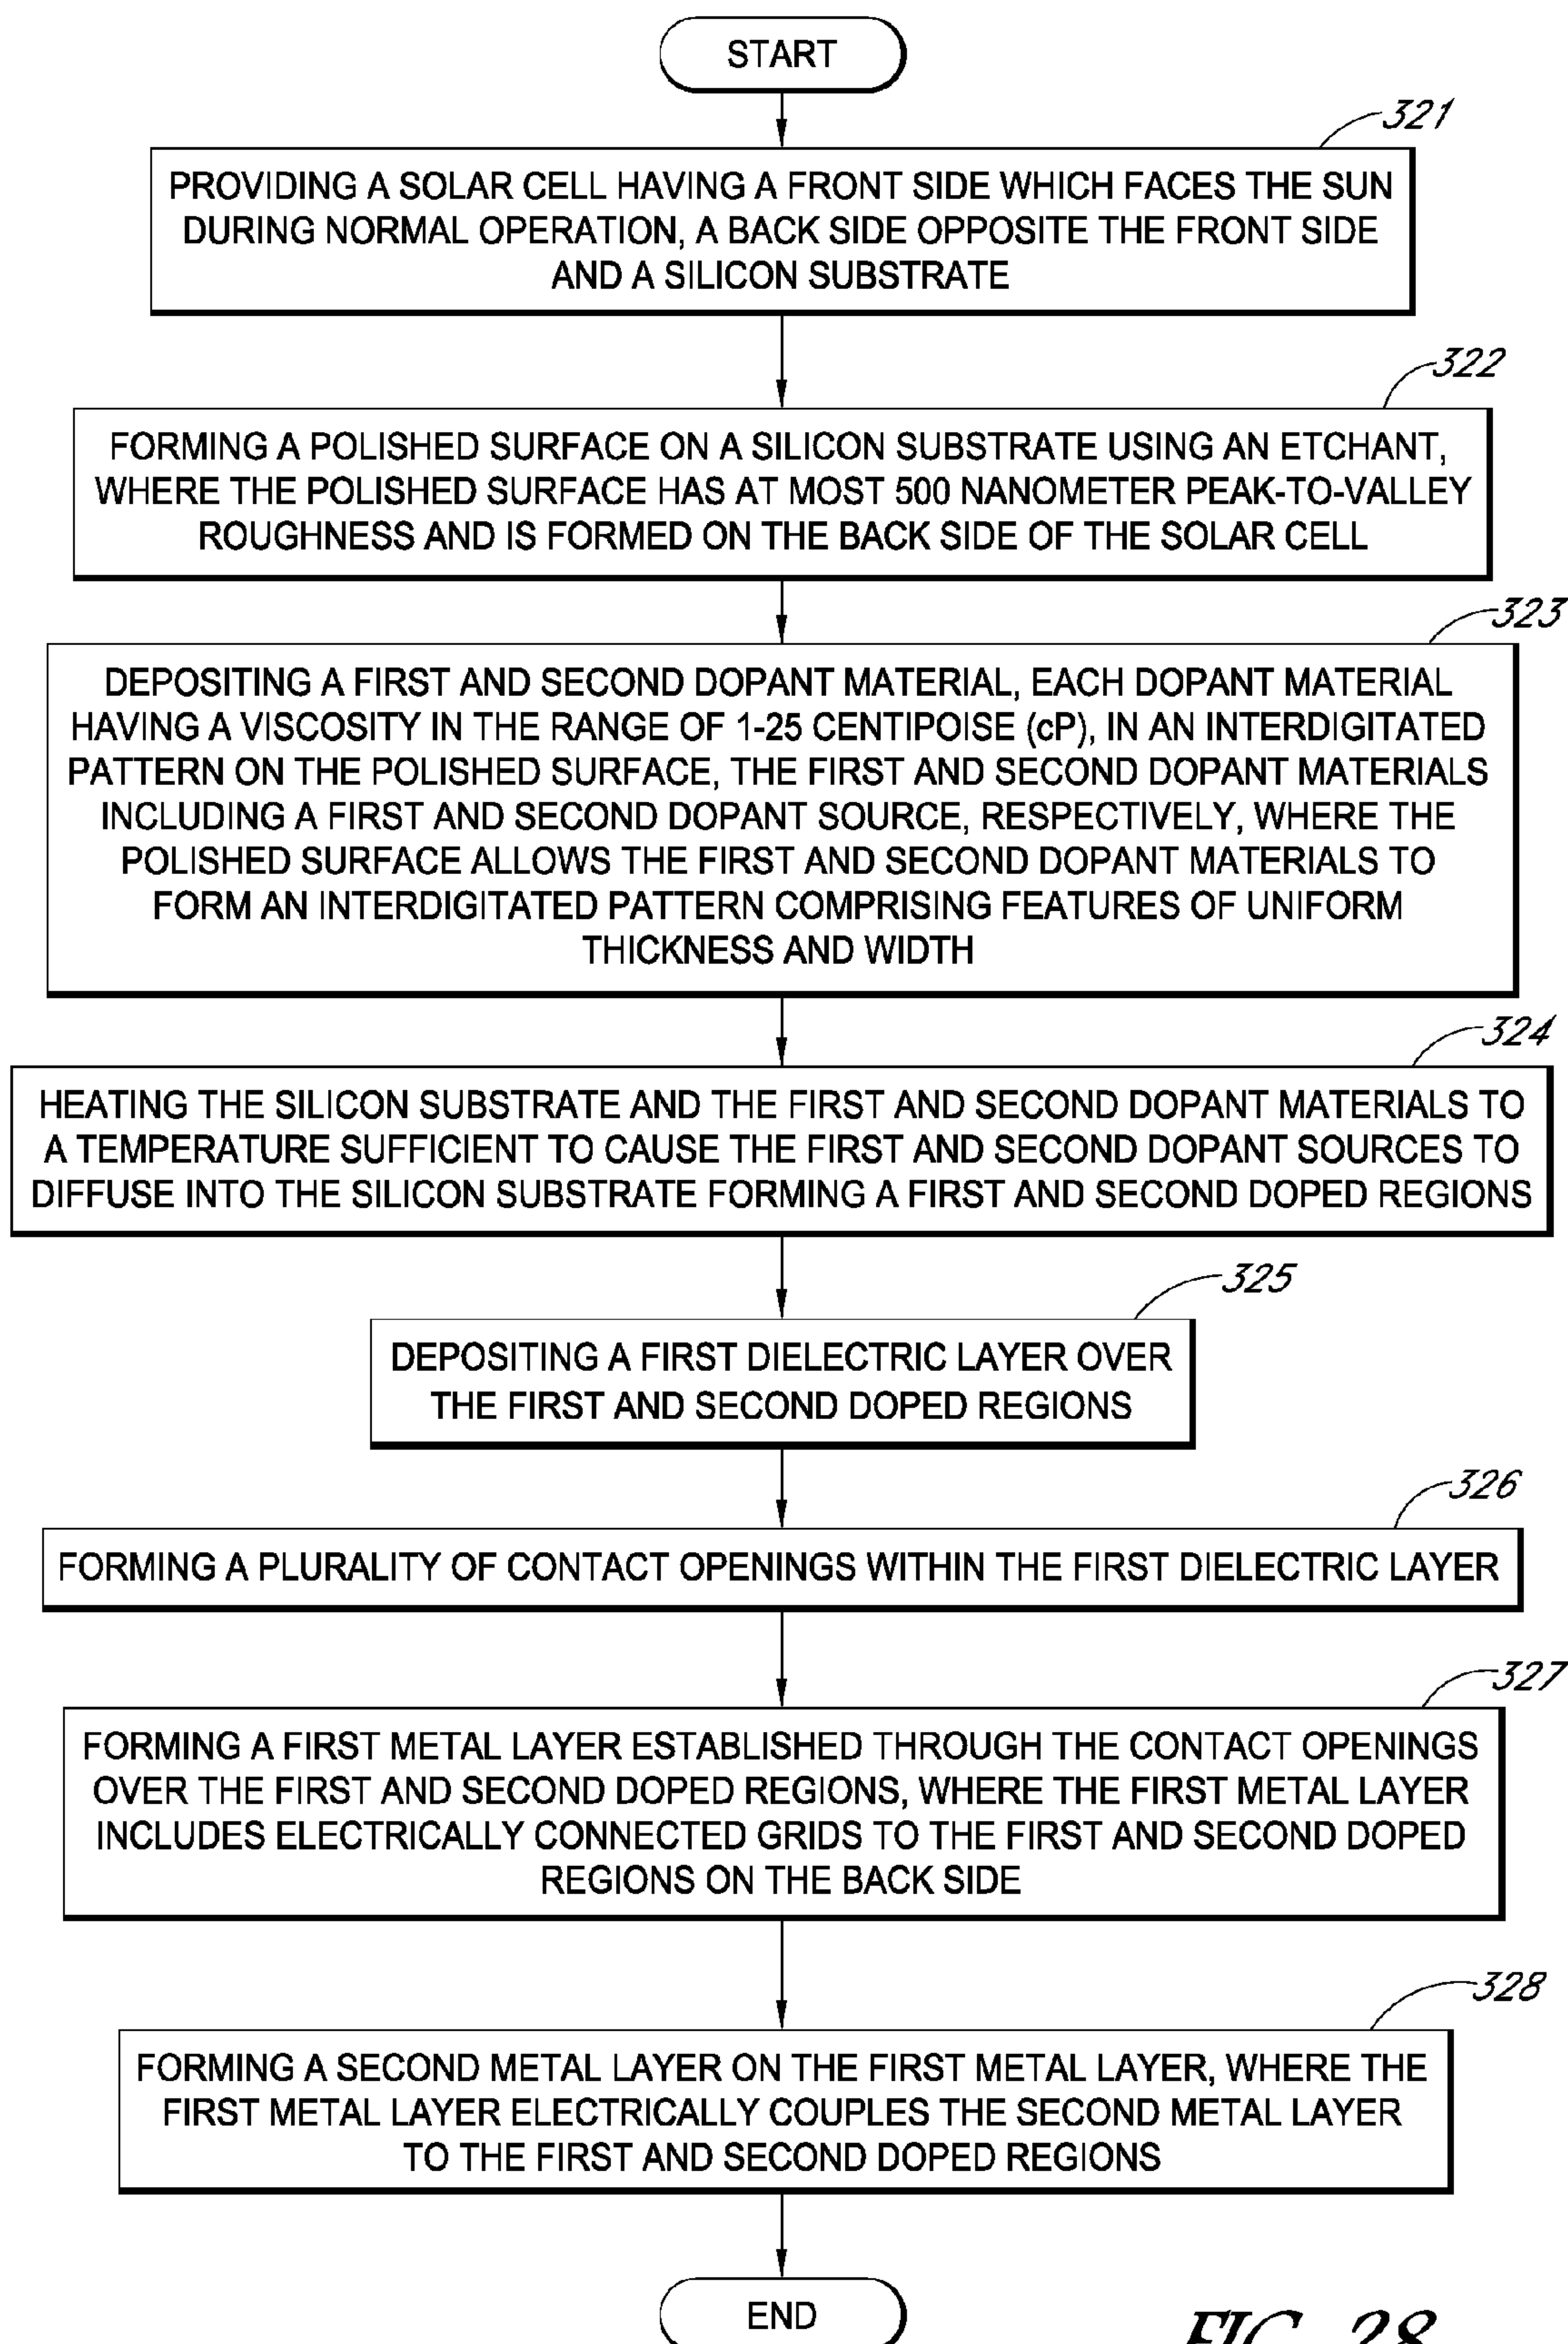 START
321
PROVIDING A SOLAR CELL HAVING A FRONT SIDE WHICH FACES THE SUN
DURING NORMAL OPERATION, A BACK SIDE OPPOSITE THE FRONT SIDE
AND A SILICON SUBSTRATE
322
FORMING A POLISHED SURFACE ON A SILICON SUBSTRATE USING AN ETCHANT,
WHERE THE POLISHED SURFACE HAS AT MOST 500 NANOMETER PEAK-TO-VALLEY
ROUGHNESS AND IS FORMED ON THE BACK SIDE OF THE SOLAR CELL
323
DEPOSITING A FIRST AND SECOND DOPANT MATERIAL, EACH DOPANT MATERIAL
HAVING A VISCOSITY IN THE RANGE OF 1-25 CENTIPOISE (cP), IN AN INTERDIGITATED
PATTERN ON THE POLISHED SURFACE, THE FIRST AND SECOND DOPANT MATERIALS
INCLUDING A FIRST AND SECOND DOPANT SOURCE, RESPECTIVELY, WHERE THE
POLISHED SURFACE ALLOWS THE FIRST AND SECOND DOPANT MATERIALS TO
FORM AN INTERDIGITATED PATTERN COMPRISING FEATURES OF UNIFORM
THICKNESS AND WIDTH
324
HEATING THE SILICON SUBSTRATE AND THE FIRST AND SECOND DOPANT MATERIALS TO
A TEMPERATURE SUFFICIENT TO CAUSE THE FIRST AND SECOND DOPANT SOURCES TO
DIFFUSE INTO THE SILICON SUBSTRATE FORMING A FIRST AND SECOND DOPED REGIONS
325
DEPOSITING A FIRST DIELECTRIC LAYER OVER
THE FIRST AND SECOND DOPED REGIONS
326
FORMING A PLURALITY OF CONTACT OPENINGS WITHIN THE FIRST DIELECTRIC LAYER
327
FORMING A FIRST METAL LAYER ESTABLISHED THROUGH THE CONTACT OPENINGS
OVER THE FIRST AND SECOND DOPED REGIONS, WHERE THE FIRST METAL LAYER
INCLUDES ELECTRICALLY CONNECTED GRIDS TO THE FIRST AND SECOND DOPED
REGIONS ON THE BACK SIDE
328
FORMING A SECOND METAL LAYER ON THE FIRST METAL LAYER, WHERE THE
FIRST METAL LAYER ELECTRICALLY COUPLES THE SECOND METAL LAYER
TO THE FIRST AND SECOND DOPED REGIONS
END
FIG. 28